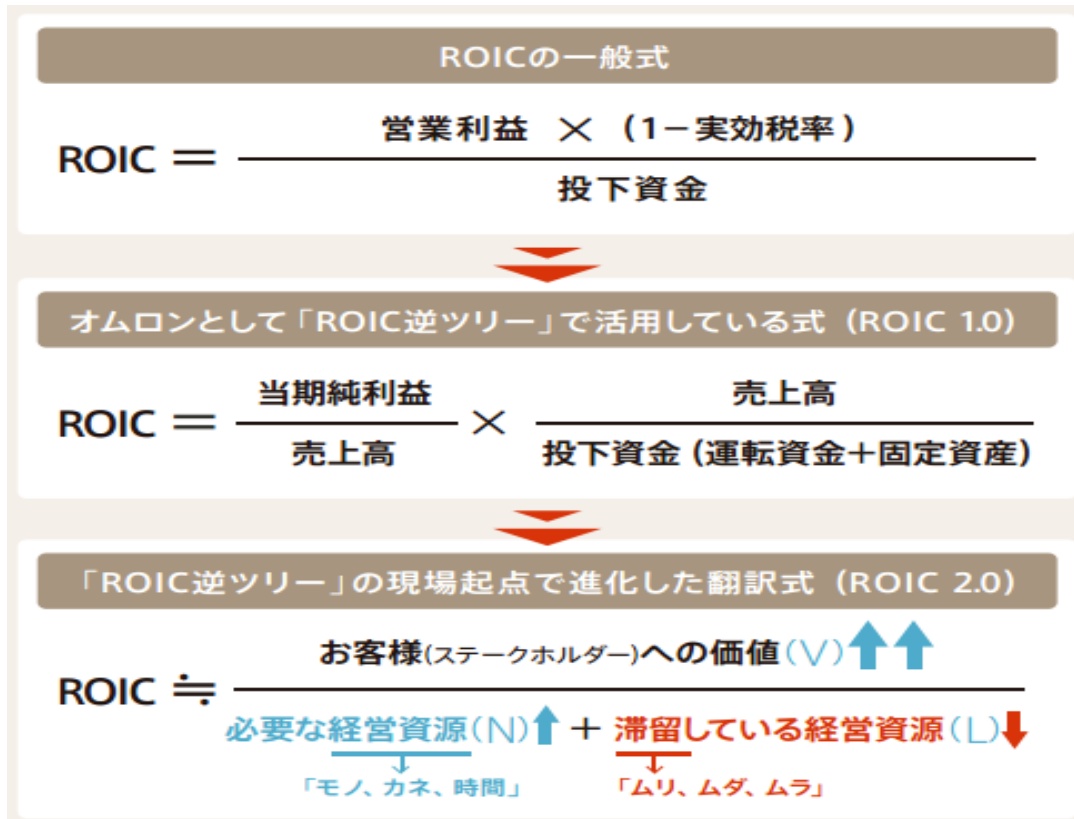 ROICの一般式
営業利益 × (1−実効税率)
ROIC =
投下資金
オムロンとして「ROIC逆ツリー」で活用している式 (ROIC 1.0)
当期純利益 売上高
ROIC = ×
売上高 投下資金 (運転資金+固定資産)
「ROIC逆ツリー」の現場起点で進化した翻訳式 (ROIC 2.0)
お客様(ステークホルダー)への価値(V)
ROIC ≒
必要な経営資源(N) + 滞留している経営資源(L)
「モノ、カネ、時間」 「ムリ、ムダ、ムラ」